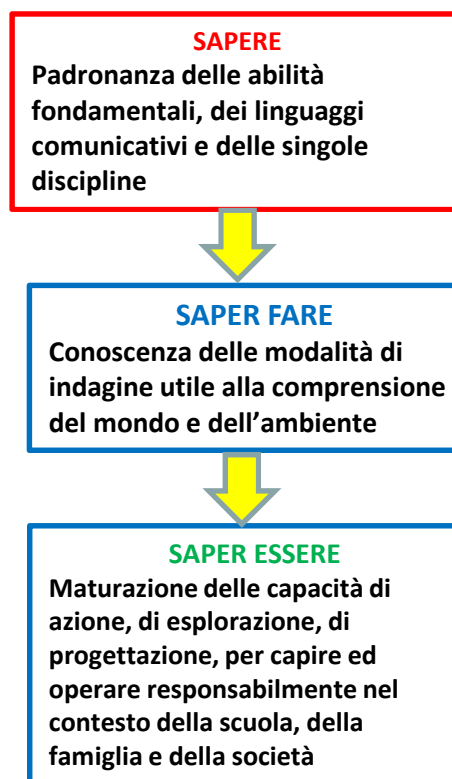 SAPERE
Padronanza delle abilità
fondamentali, dei linguaggi
comunicativi e delle singole
discipline
SAPER FARE
Conoscenza delle modalità di
indagine utile alla comprensione
del mondo e dell’ambiente
SAPER ESSERE
Maturazione delle capacità di
azione, di esplorazione, di
progettazione, per capire ed
operare responsabilmente nel
contesto della scuola, della
famiglia e della società